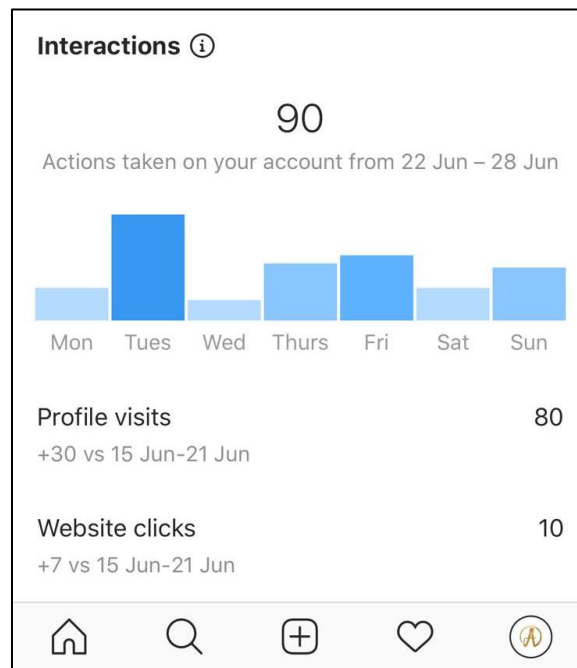 Interactions
90
Actions taken on your account from 22 Jun – 28 Jun
Mon Tues Wed Thurs Fri Sat Sun
Profile visits 80
+30 vs 15 Jun-21 Jun
Website clicks 10
+7 vs 15 Jun-21 Jun
A